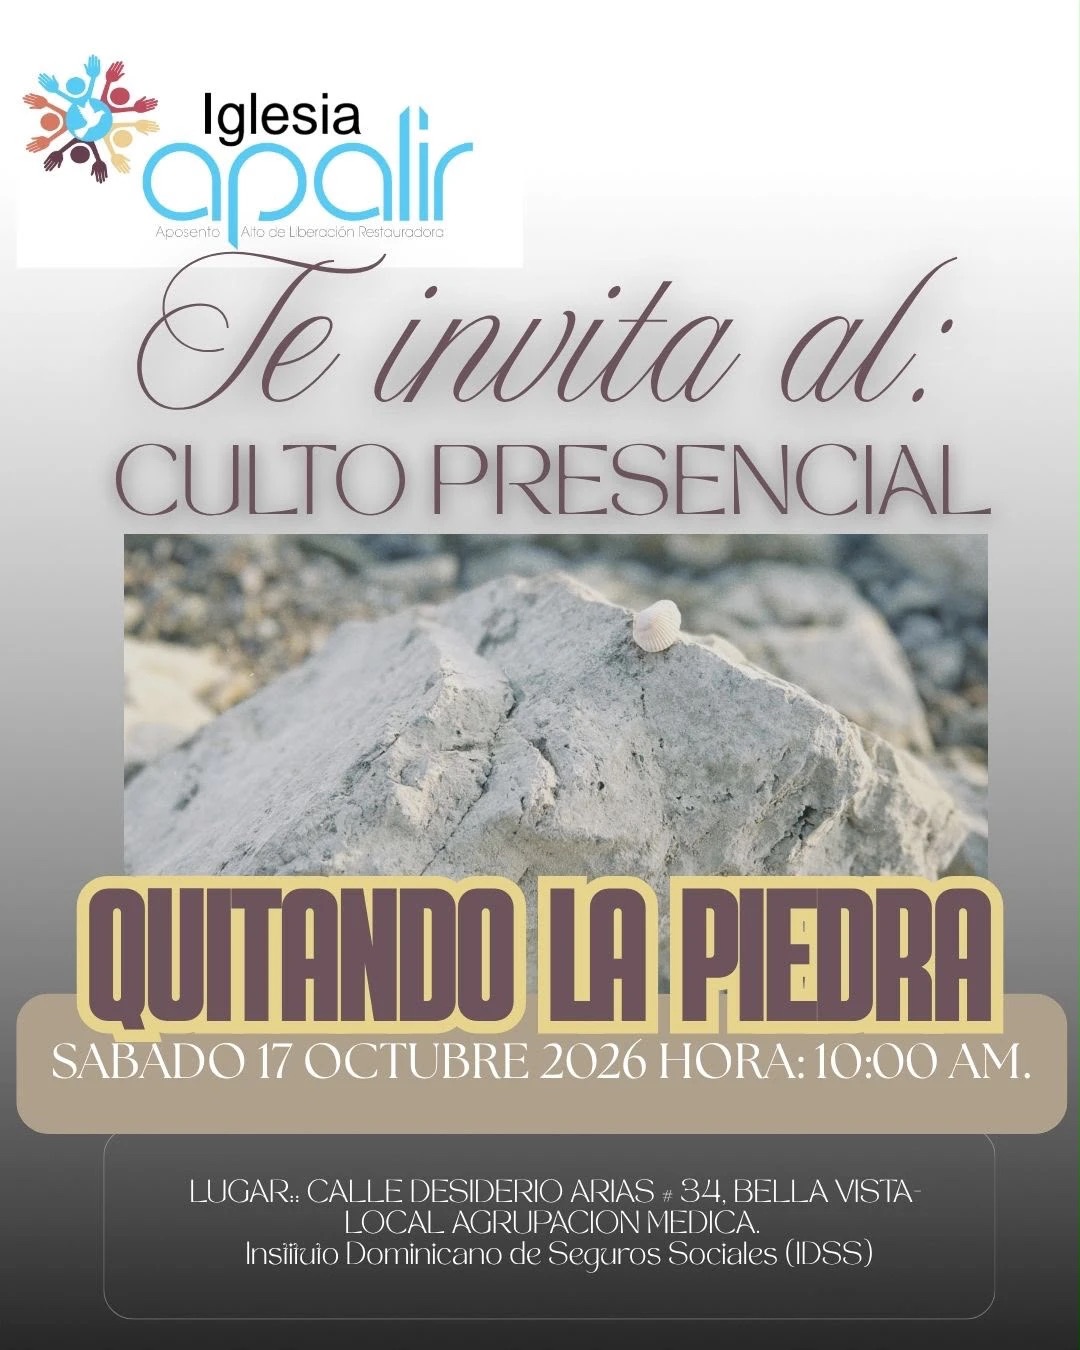 Iglesia
apalir
Aposento Alto de Liberación Restauradora
Te invita al:
CULTO PRESENCIAL
QUITANDO LA PIEDRA
SABADO 17 OCTUBRE 2026 HORA: 10:00 AM.
LUGAR:: CALLE DESIDERIO ARIAS # 34, BELLA VISTA-
LOCAL AGRUPACION MEDICA.
Instituto Dominicano de Seguros Sociales (IDSS)